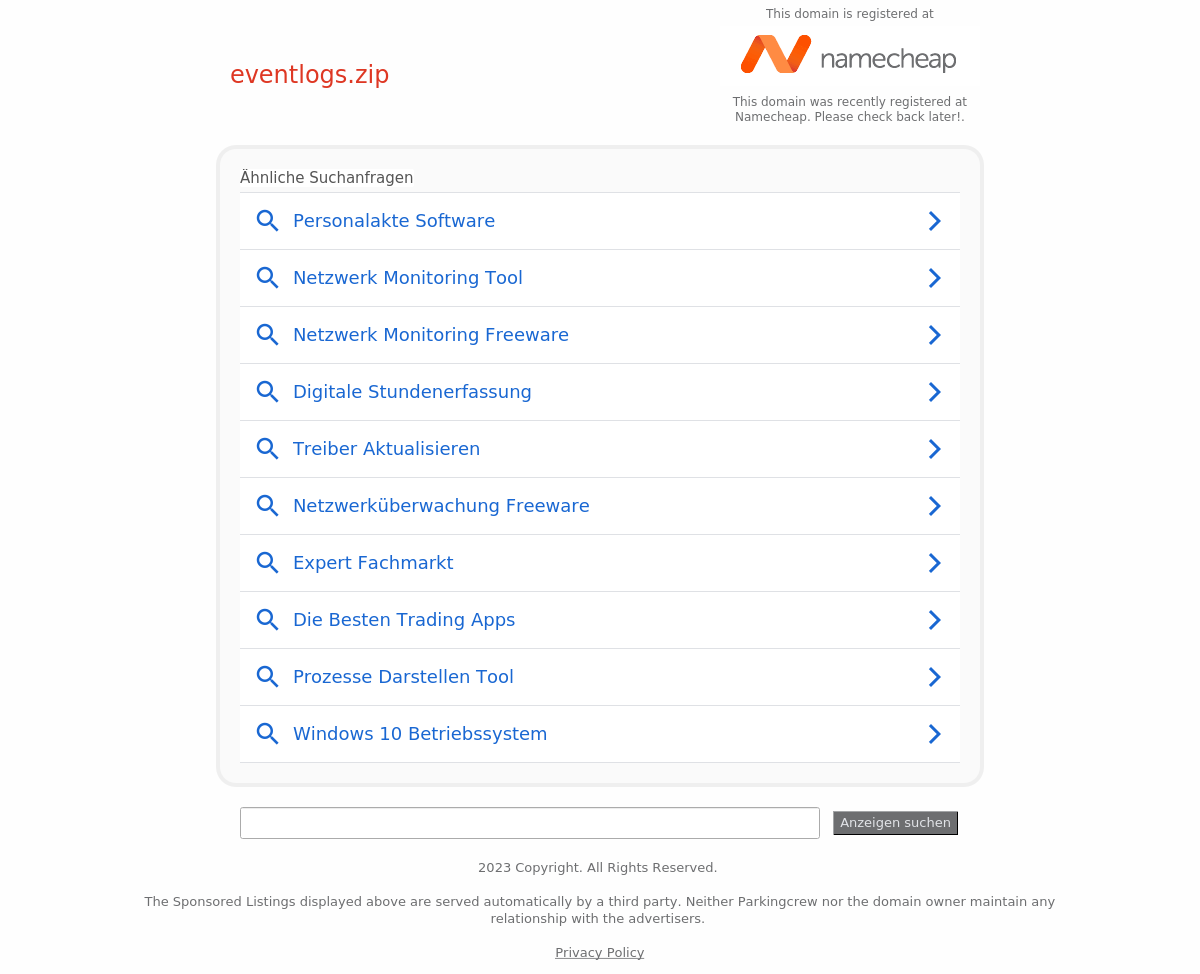 This domain is registered at
eventlogs.zip
namecheap
This domain was recently registered at
Namecheap. Please check back later!.
Ähnliche Suchanfragen
Personalakte Software
Netzwerk Monitoring Tool
Netzwerk Monitoring Freeware
Digitale Stundenerfassung
Treiber Aktualisieren
Netzwerküberwachung Freeware
Expert Fachmarkt
Die Besten Trading Apps
Prozesse Darstellen Tool
Windows 10 Betriebssystem
Anzeigen suchen
2023 Copyright. All Rights Reserved.
The Sponsored Listings displayed above are served automatically by a third party. Neither Parkingcrew nor the domain owner maintain any
relationship with the advertisers.
Privacy Policy